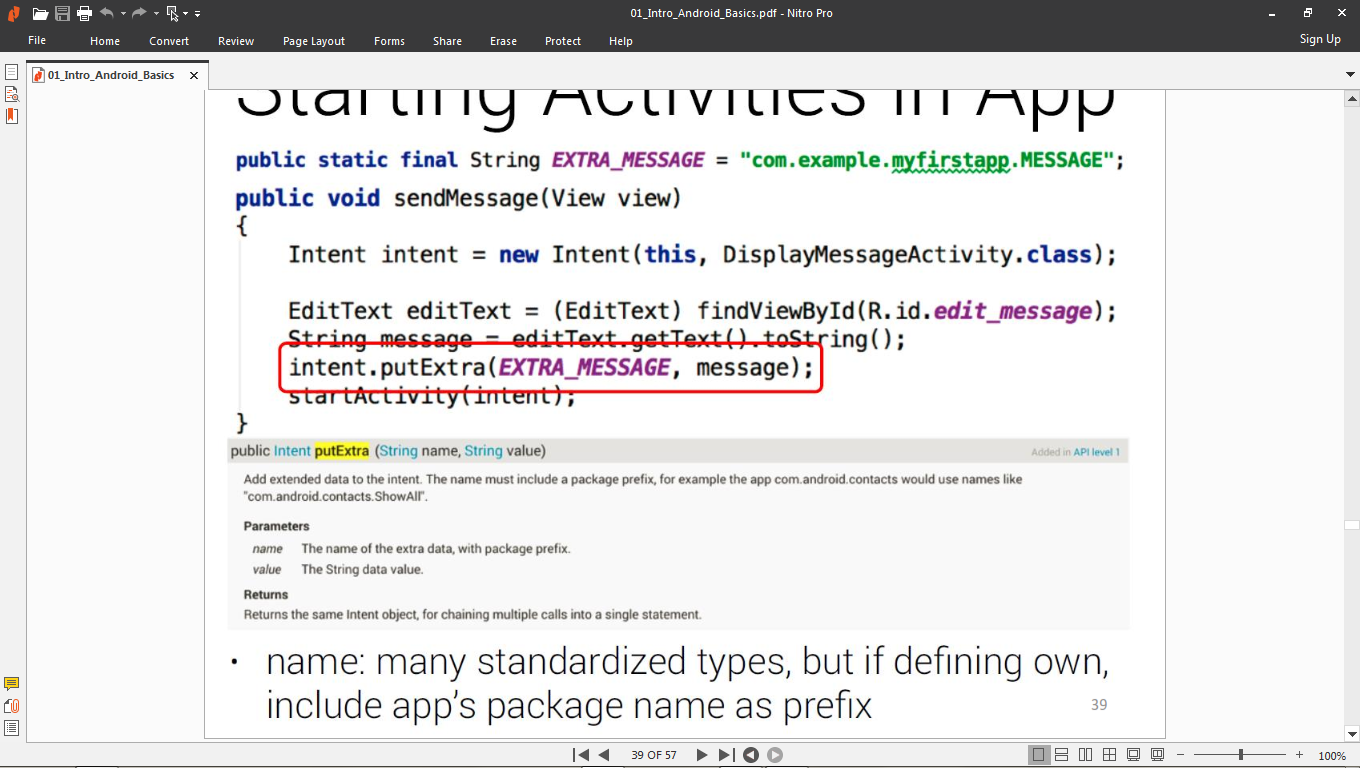 01_Intro_Android_Basics.pdf - Nitro Pro
File Home Convert Review Page Layout Forms Share Erase Protect Help Sign Up
01_Intro_Android_Basics
Starting Activities in App
public static final String EXTRA_MESSAGE = "com.example.myfirstapp.MESSAGE";
public void sendMessage(View view)
{
Intent intent = new Intent(this, DisplayMessageActivity.class);
EditText editText = (EditText) findViewById(R.id.edit_message);
String message = editText.getText().toString();
intent.putExtra(EXTRA_MESSAGE, message);
startActivity(intent);
}
public Intent putExtra (String name, String value) Added in API level 1
Add extended data to the intent. The name must include a package prefix, for example the app com.android.contacts would use names like
"com.android.contacts.ShowAll".
Parameters
name The name of the extra data, with package prefix.
value The String data value.
Returns
Returns the same Intent object, for chaining multiple calls into a single statement.
• name: many standardized types, but if defining own,
include app's package name as prefix
39
39 OF 57
100%